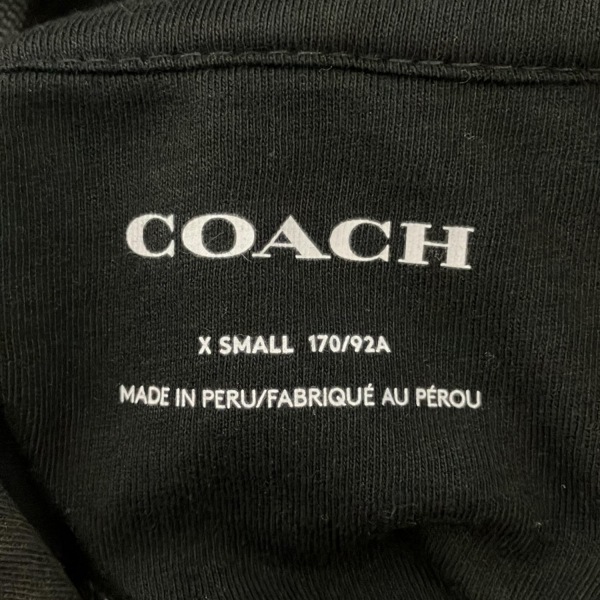 COACH
X SMALL 170/92A
MADE IN PERU/FABRIQUÉ AU PÉROU